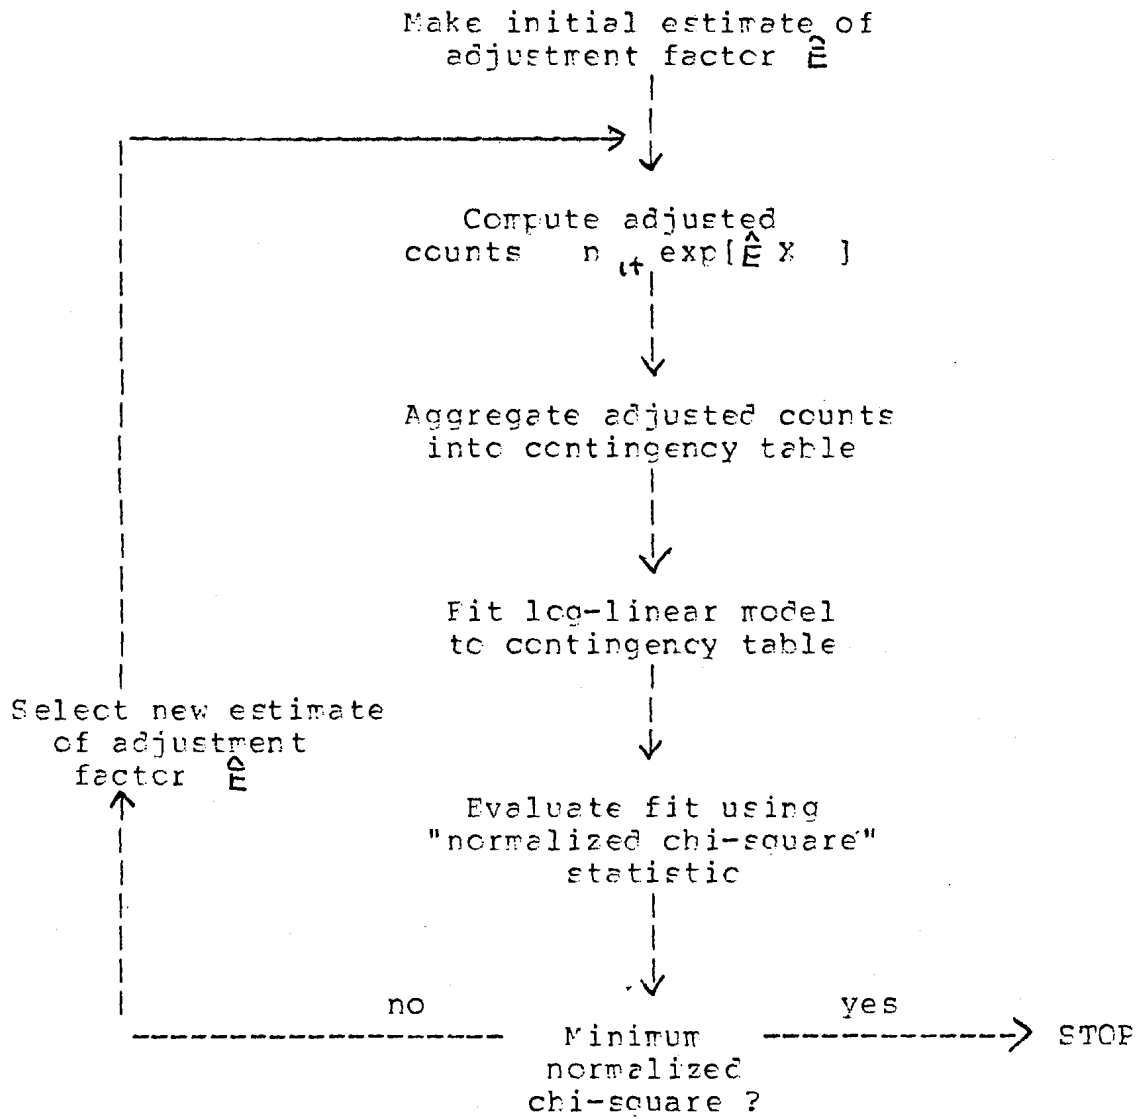 Make initial estimate of
adjustment factor Ê
Compute adjusted
counts n it exp[Ê X ]
Aggregate adjusted counts
into contingency table
Fit log-linear model
to contingency table
Select new estimate
of adjustment
factor Ê
Evaluate fit using
"normalized chi-square"
statistic
no
yes
Minimum
normalized
chi-square ?
STOP